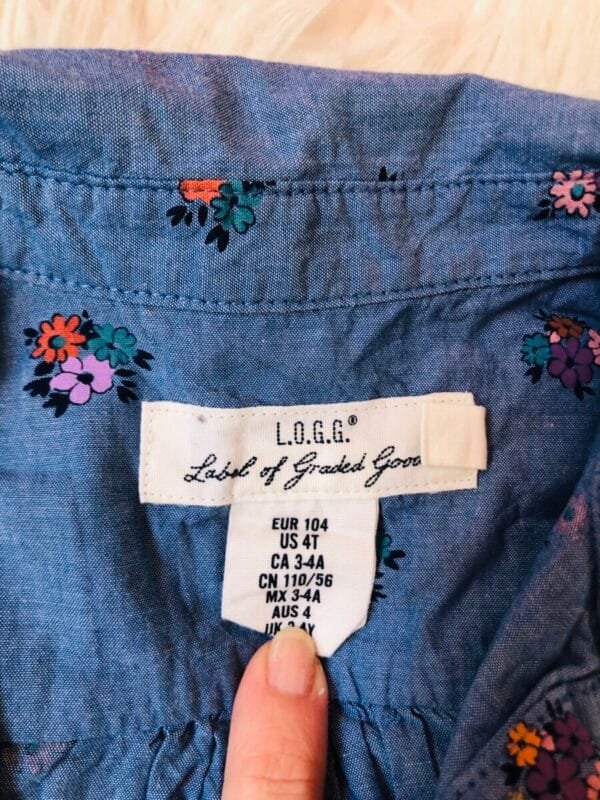 L.O.G.G.®
Label of Graded Goo
EUR 104
US 4T
CA 3-4A
CN 110/56
MX 3-4A
AUS 4
UK